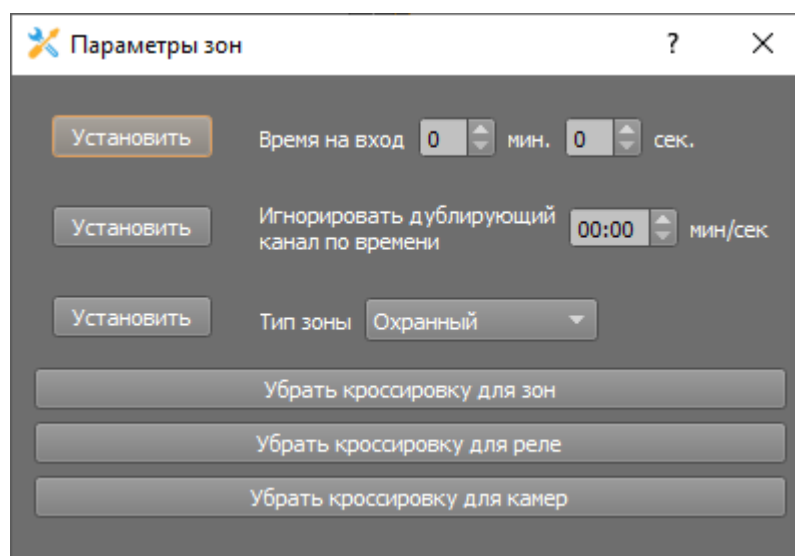 Параметры зон ?
Установить Время на вход 0 мин. 0 сек.
Установить Игнорировать дублирующий
канал по времени 00:00 мин/сек
Установить Тип зоны Охранный
Убрать кроссировку для зон
Убрать кроссировку для реле
Убрать кроссировку для камер